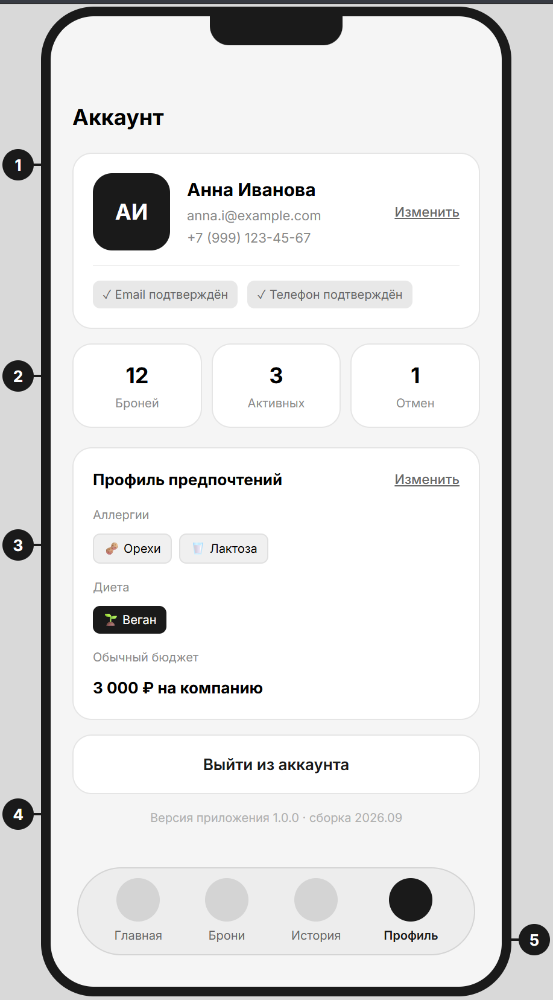 Аккаунт
1
АИ
Анна Иванова
anna.i@example.com
+7 (999) 123-45-67
Изменить
✓ Email подтверждён
✓ Телефон подтверждён
2
12
Броней
3
Активных
1
Отмен
Профиль предпочтений
Изменить
Аллергии
3
🥜 Орехи
🥛 Лактоза
Диета
🌱 Веган
Обычный бюджет
3 000 ₽ на компанию
Выйти из аккаунта
4
Версия приложения 1.0.0 · сборка 2026.09
Главная
Брони
История
Профиль
5